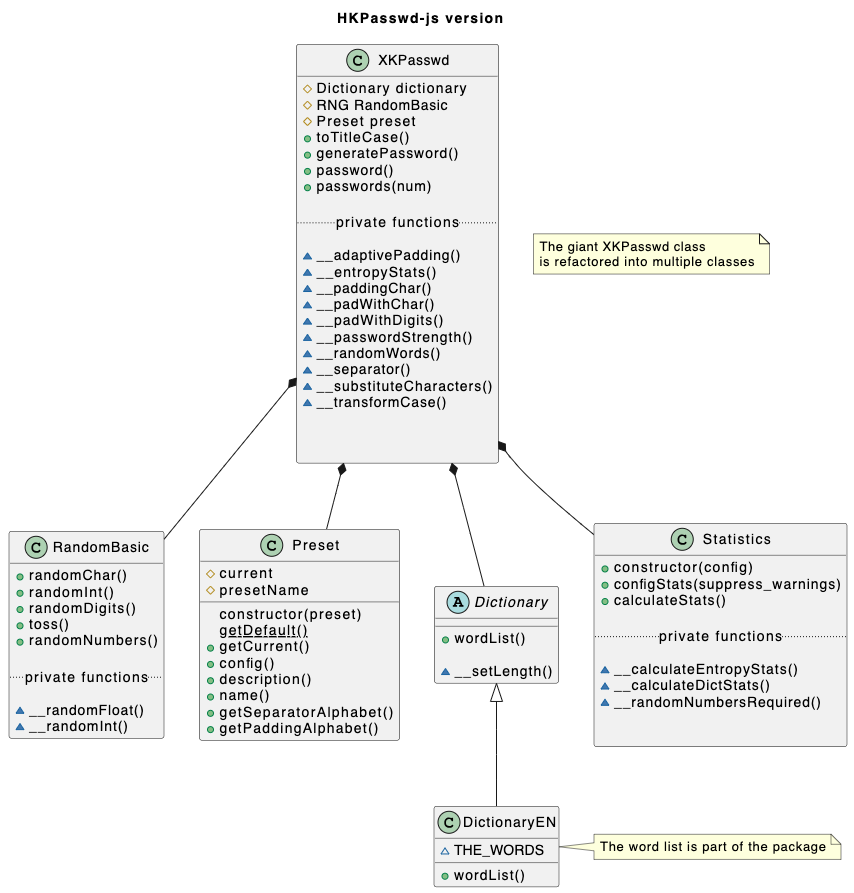 HKPasswd-js version
C XKPasswd
Dictionary dictionary
RNG RandomBasic
Preset preset
toTitleCase()
generatePassword()
password()
passwords(num)
private functions
__adaptivePadding()
__entropyStats()
__paddingChar()
__padWithChar()
__padWithDigits()
__passwordStrength()
__randomWords()
__separator()
__substituteCharacters()
__transformCase()
The giant XKPasswd class
is refactored into multiple classes
C RandomBasic
randomChar()
randomInt()
randomDigits()
toss()
randomNumbers()
private functions
__randomFloat()
__randomInt()
C Preset
current
presetName
constructor(preset)
getDefault()
getCurrent()
config()
description()
name()
getSeparatorAlphabet()
getPaddingAlphabet()
A Dictionary
wordList()
__setLength()
C Statistics
constructor(config)
configStats(suppress_warnings)
calculateStats()
private functions
__calculateEntropyStats()
__calculateDictStats()
__randomNumbersRequired()
C DictionaryEN
THE_WORDS
wordList()
The word list is part of the package